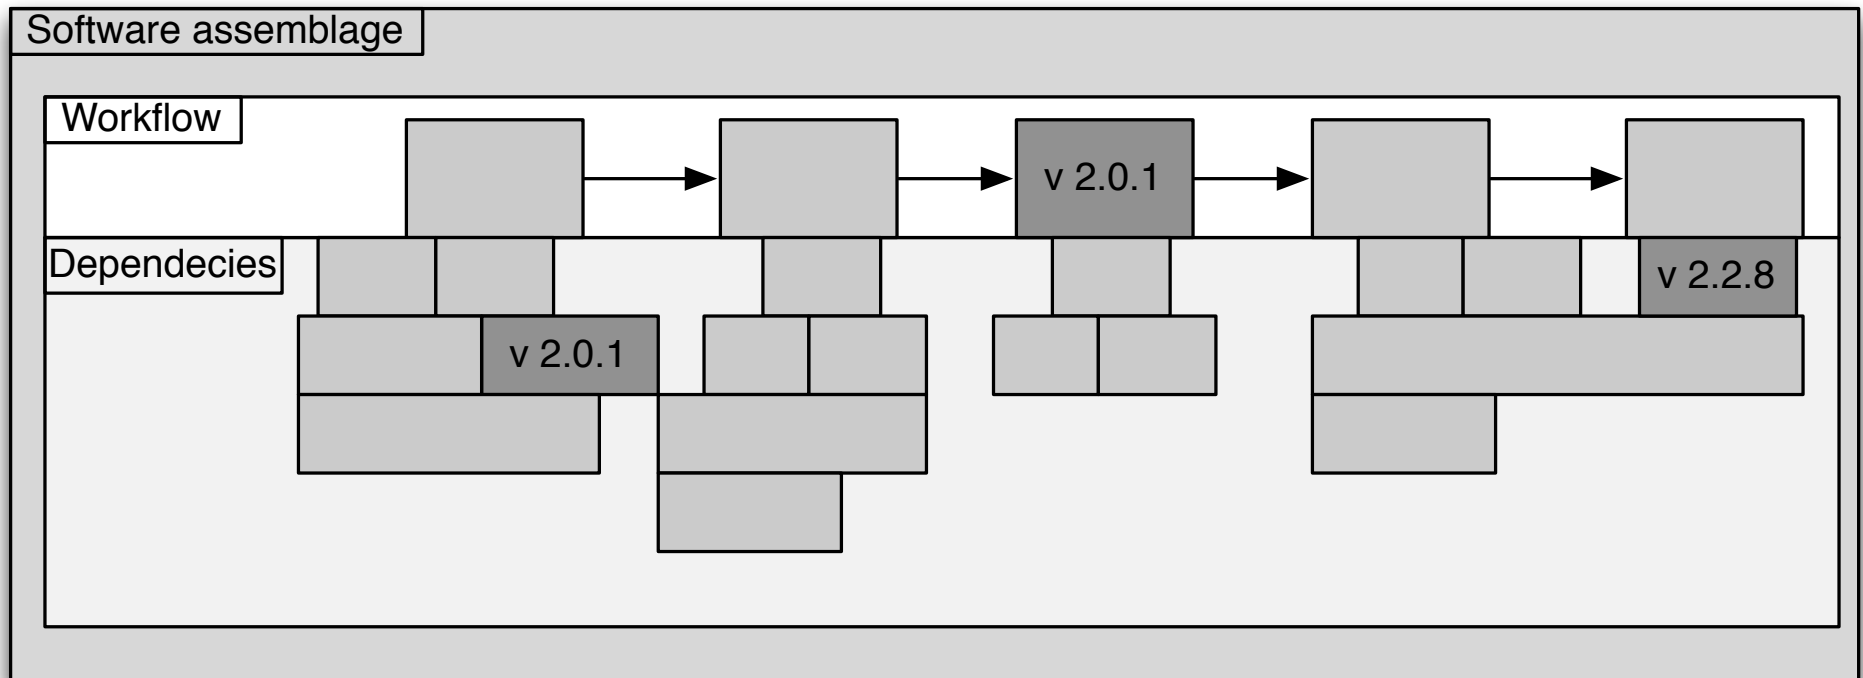 Software assemblage
Workflow
v 2.0.1
Dependecies
v 2.2.8
v 2.0.1